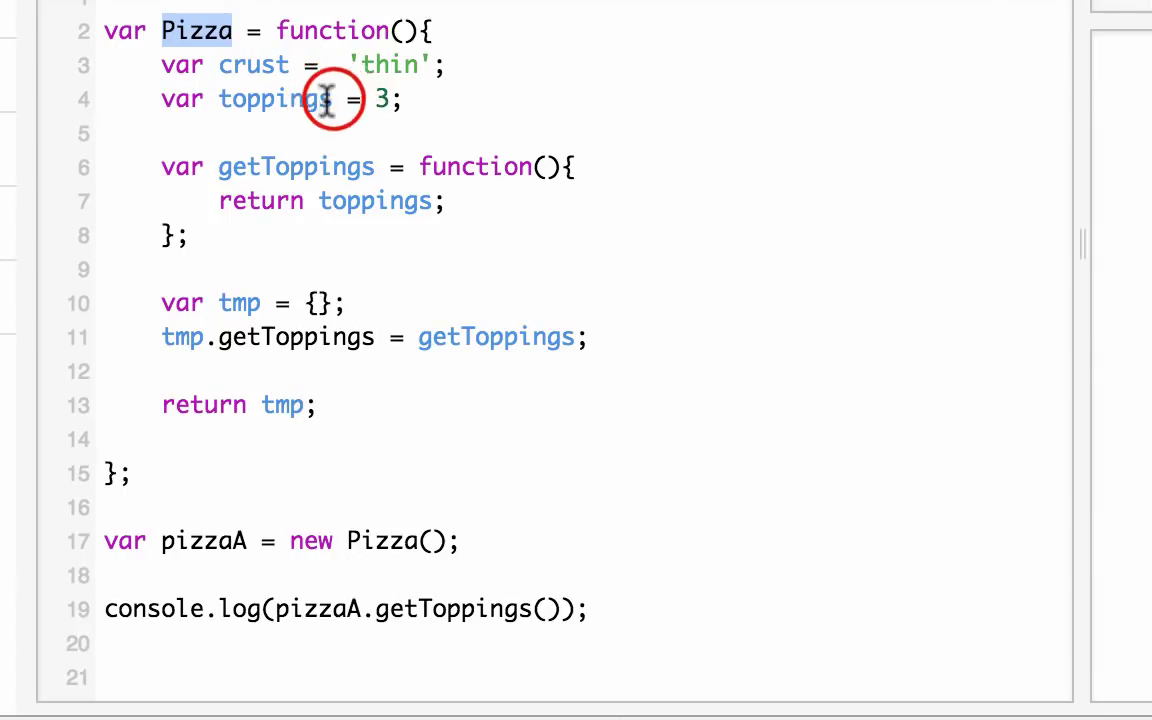 2 var Pizza = function(){
3 var crust =  'thin';
4 var toppings = 3;
5
6 var getToppings = function(){
7 return toppings;
8 };
9
10 var tmp = {};
11 tmp.getToppings = getToppings;
12
13 return tmp;
14
15 };
16
17 var pizzaA = new Pizza();
18
19 console.log(pizzaA.getToppings());
20
21